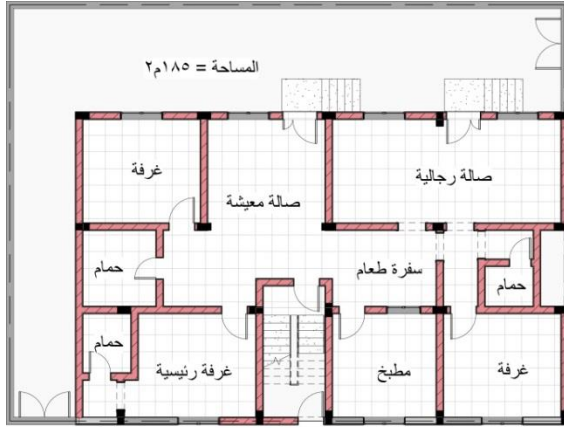 المساحة = ١٨٥م٢
غرفة
صالة معيشة
صالة رجالية
حمام
سفرة طعام
حمام
حمام
غرفة رئيسية
مطبخ
غرفة